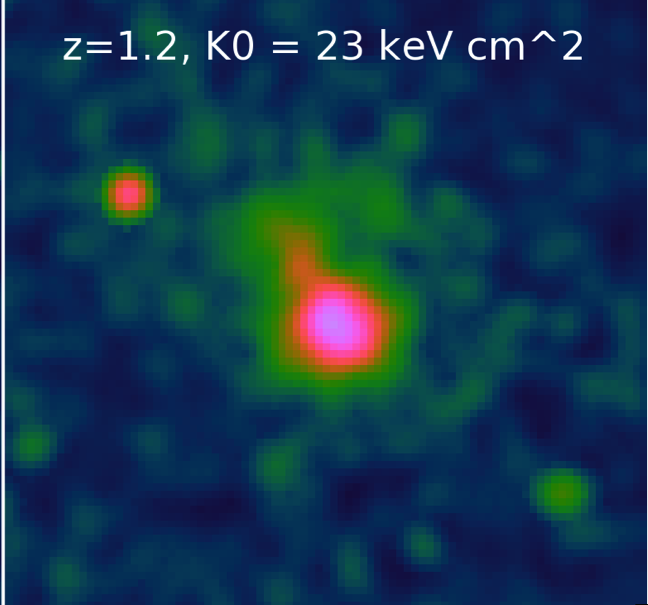 z=1.2, K0 = 23 keV cm^2